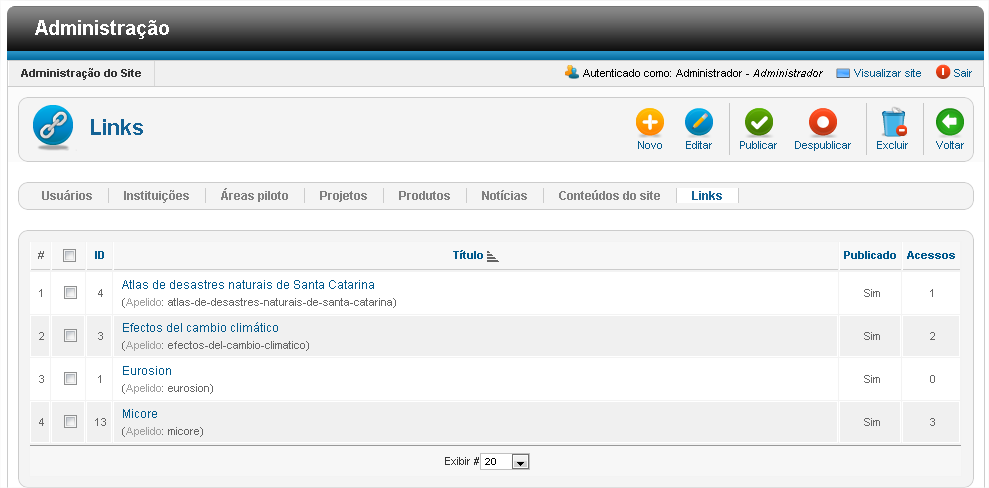 Administração
Administração do Site
Autenticado como: Administrador - Administrador Visualizar site Sair
Links
Novo Editar Publicar Despublicar Excluir Voltar
Usuários Instituições Áreas piloto Projetos Produtos Notícias Conteúdos do site Links
# ID Título Publicado Acessos
1 4 Atlas de desastres naturais de Santa Catarina Sim 1
(Apelido: atlas-de-desastres-naturais-de-santa-catarina)
2 3 Efectos del cambio climático Sim 2
(Apelido: efectos-del-cambio-climatico)
3 1 Eurosion Sim 0
(Apelido: eurosion)
4 13 Micore Sim 3
(Apelido: micore)
Exibir # 20